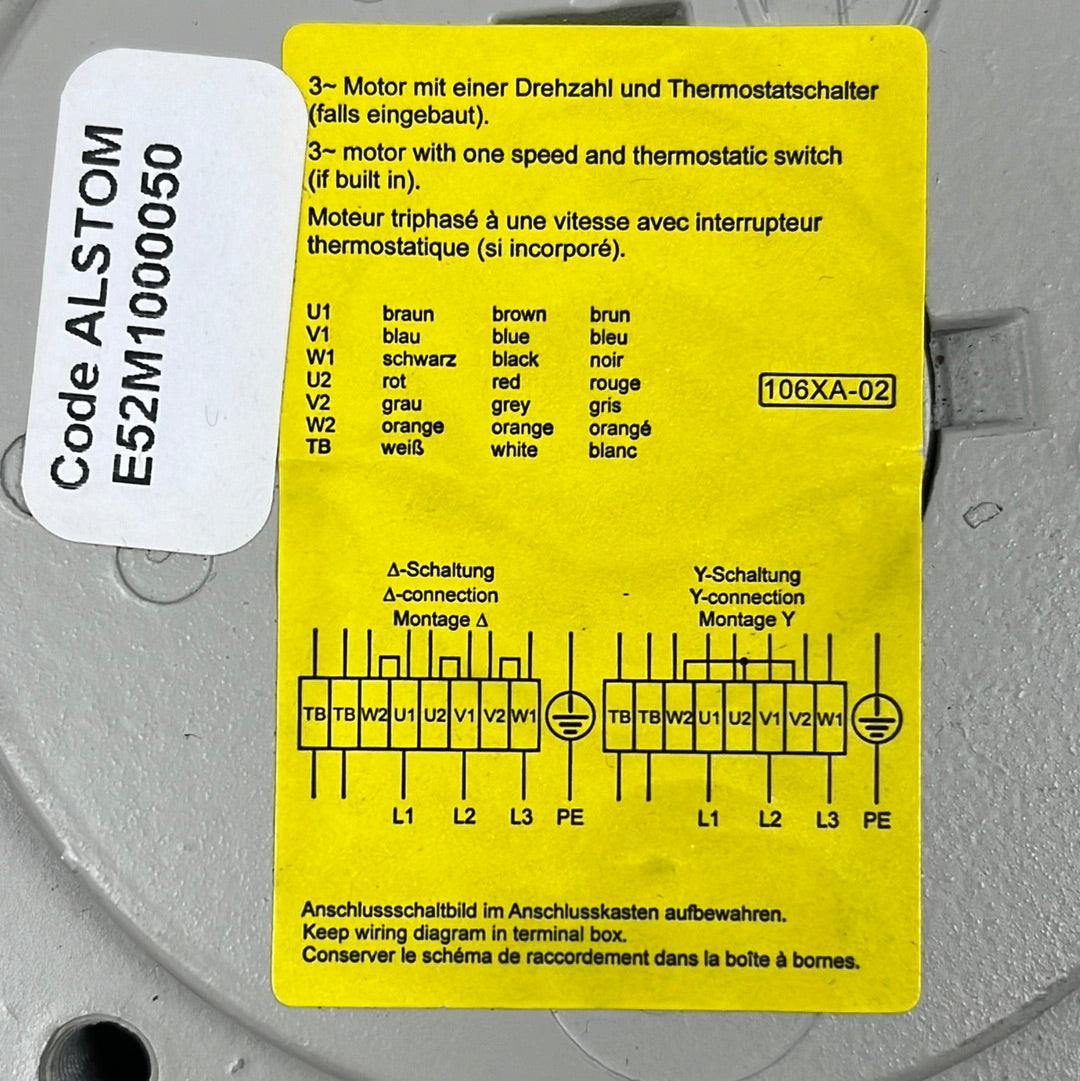 Code ALSTOM
E52M1000050
3~ Motor mit einer Drehzahl und Thermostatschalter
(falls eingebaut).
3~ motor with one speed and thermostatic switch
(if built in).
Moteur triphasé à une vitesse avec interrupteur
thermostatique (si incorporé).
U1 braun brown brun
V1 blau blue bleu
W1 schwarz black noir
U2 rot red rouge
V2 grau grey gris
W2 orange orange orangé
TB weiß white blanc
106XA-02
Δ-Schaltung
Δ-connection
Montage Δ
TB TB W2 U1 U2 V1 V2 W1
L1 L2 L3 PE
Y-Schaltung
Y-connection
Montage Y
TB TB W2 U1 U2 V1 V2 W1
L1 L2 L3 PE
Anschlussschaltbild im Anschlusskasten aufbewahren.
Keep wiring diagram in terminal box.
Conserver le schéma de raccordement dans la boîte à bornes.